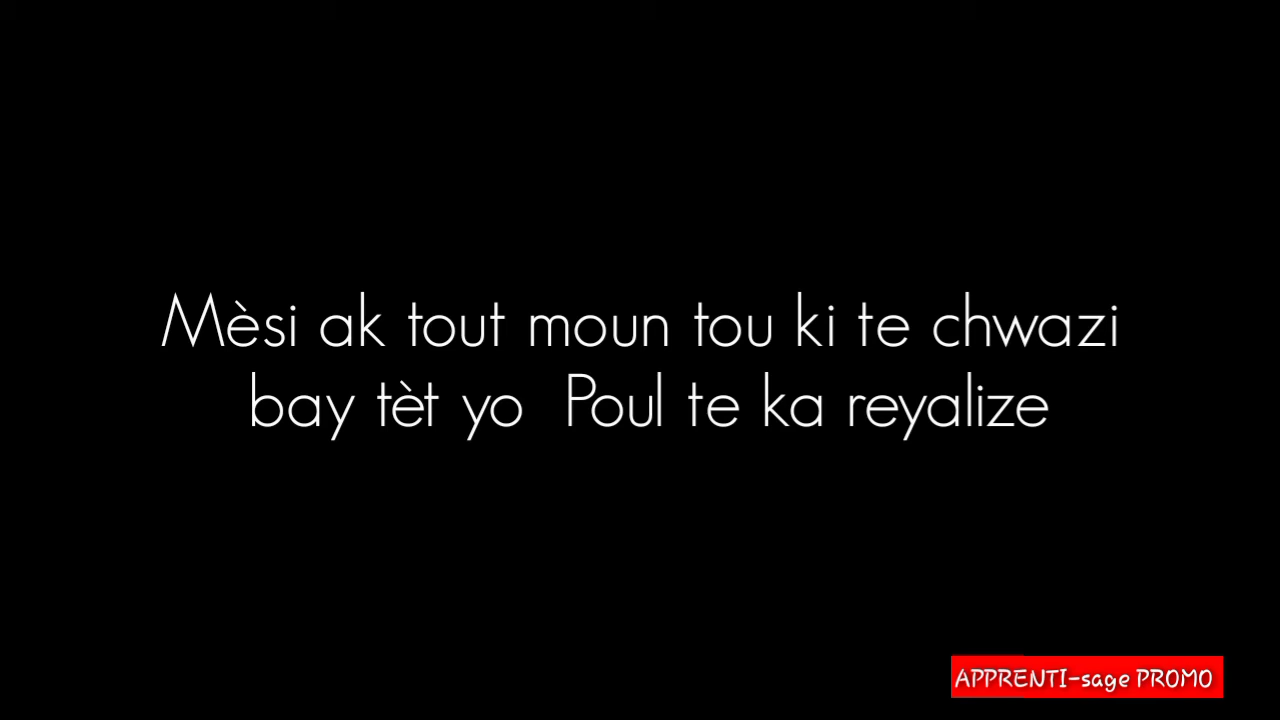 Mèsi ak tout moun tou ki te chwazi
bay tèt yo Poul te ka reyalize
APPRENTI-sage PROMO